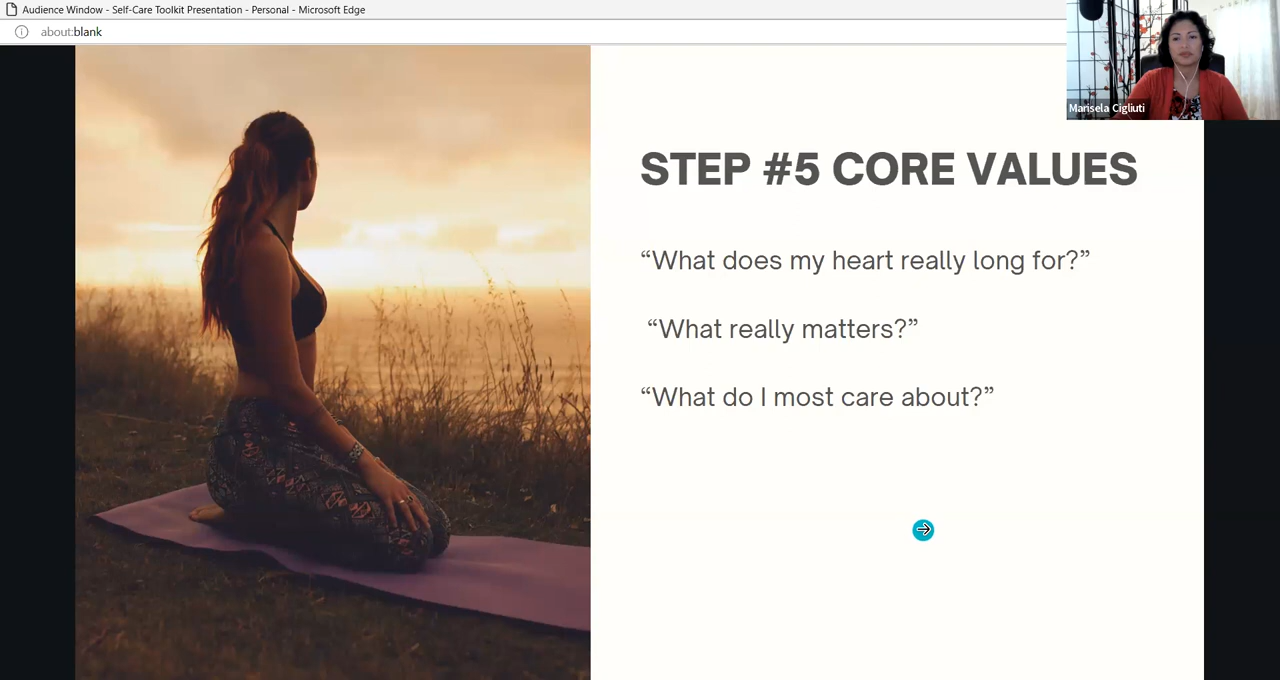 Audience Window - Self-Care Toolkit Presentation - Personal - Microsoft Edge
about:blank
Marisela Cigliuti
STEP #5 CORE VALUES
“What does my heart really long for?”
“What really matters?”
“What do I most care about?”